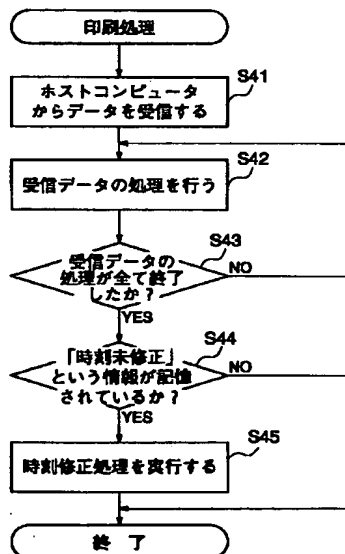 印刷処理
S41
ホストコンピュータ
からデータを受信する
S42
受信データの処理を行う
S43
受信データの
処理が全て終了
したか？
NO
YES
S44
「時刻未修正」
という情報が記憶
されているか？
NO
YES
S45
時刻修正処理を実行する
終 了